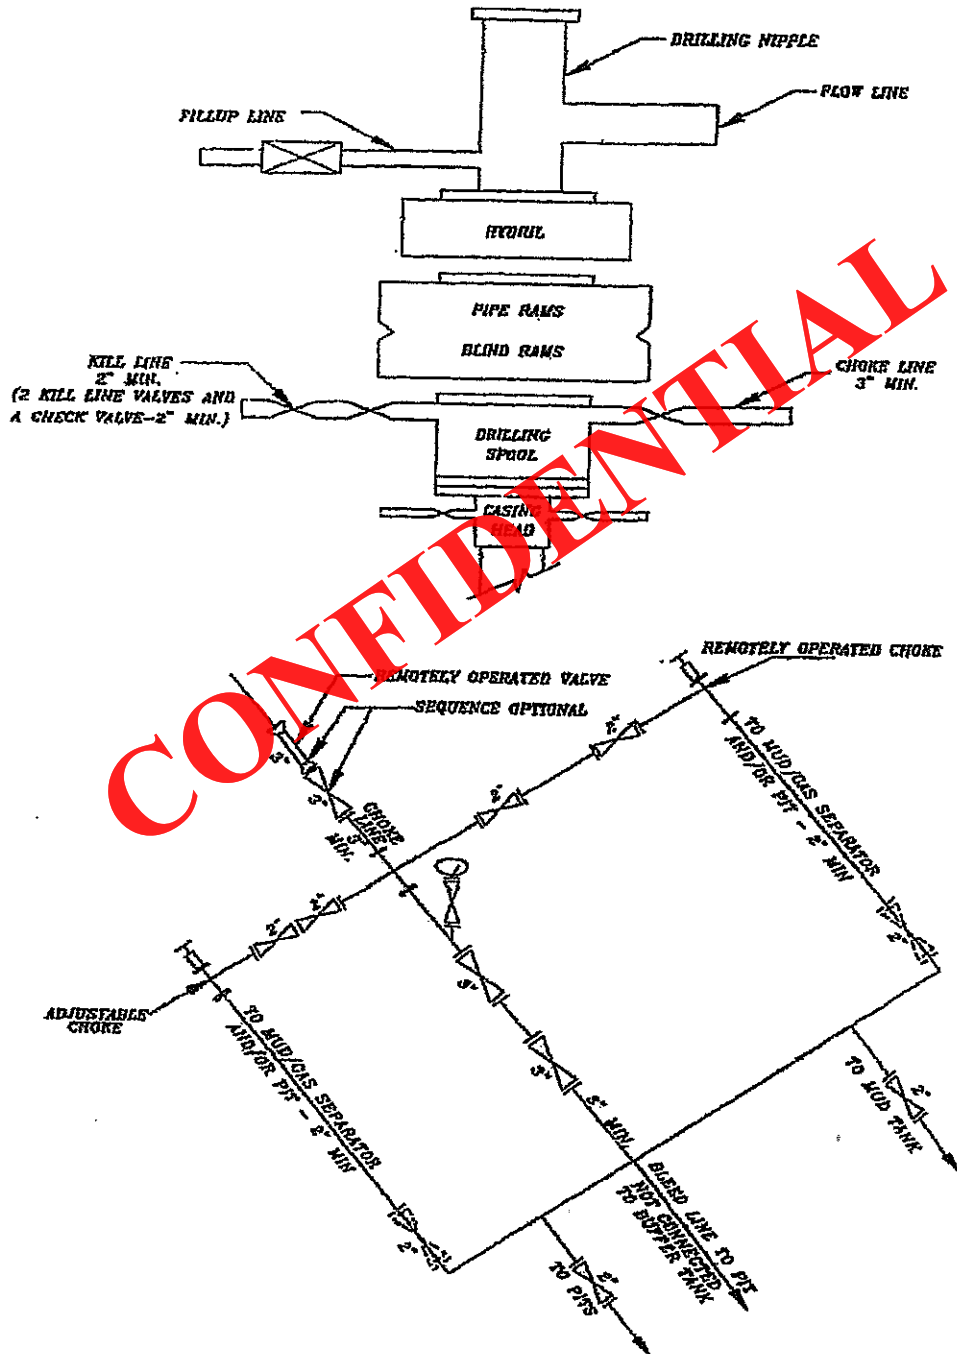 DRILLING NIPPLE
FLOW LINE
FILLUP LINE
HYDRIL
PIPE RAMS
BLIND RAMS
KILL LINE
2" MIN.
(2 KILL LINE VALVES AND
A CHECK VALVE-2" MIN.)
CHOKE LINE
3" MIN.
DRILLING
SPOOL
CASING
HEAD
CONFIDENTIAL
REMOTELY OPERATED CHOKE
REMOTELY OPERATED VALVE
SEQUENCE OPTIONAL
3"
3"
CHOKE
LINE
3"
MIN.
2"
2"
2"
2"
TO MUD/GAS SEPARATOR
AND/OR PIT - 2" MIN
2"
3"
3"
3" MIN.
ADJUSTABLE
CHOKE
TO MUD/GAS SEPARATOR
AND/OR PIT - 2" MIN
2"
TO MUD TANK
2"
BLEED LINE TO PIT
NOT CONNECTED
TO BUFFER TANK
TO PITS
2"